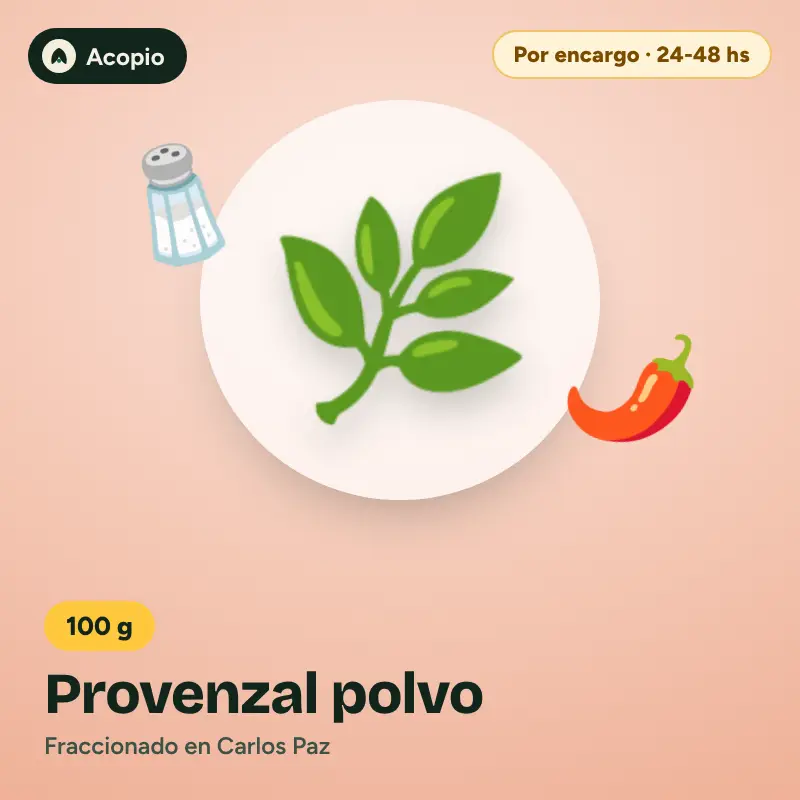 Acopio
Por encargo · 24-48 hs
100 g
Provenzal polvo
Fraccionado en Carlos Paz